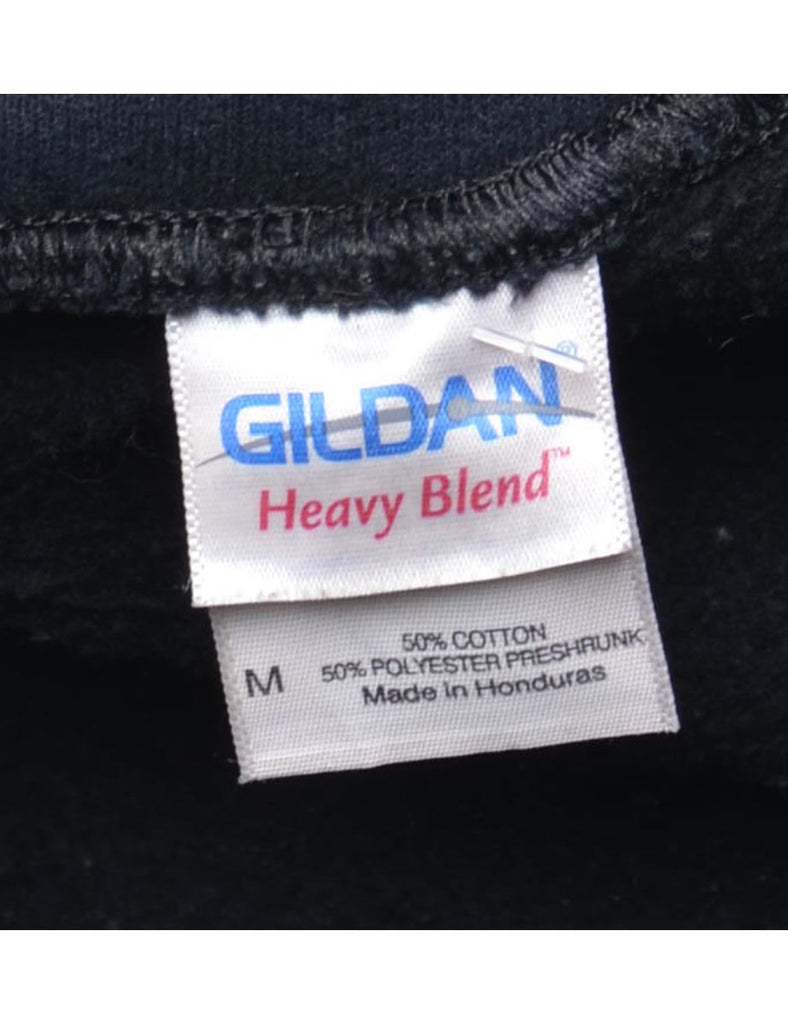 GILDAN®
Heavy Blend™
M
50% COTTON
50% POLYESTER PRESHRUNK
Made in Honduras